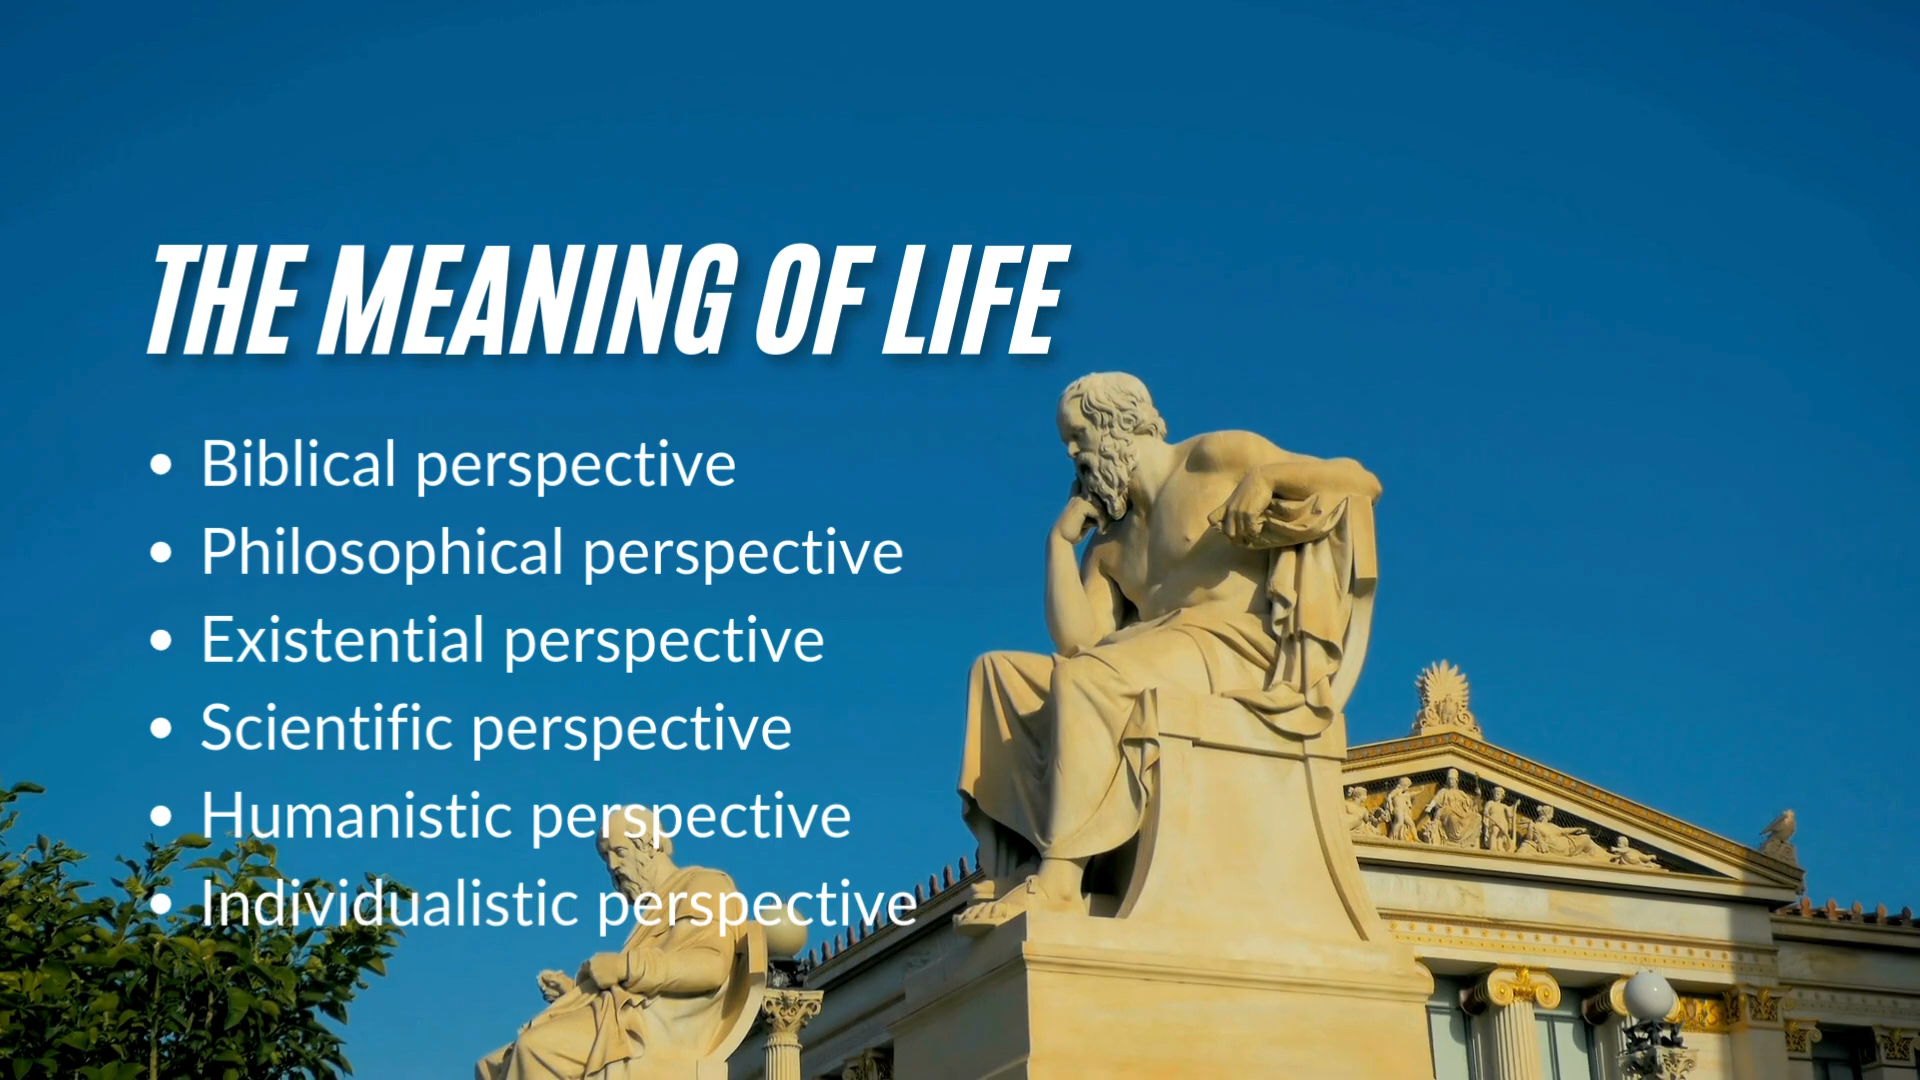 THE MEANING OF LIFE
• Biblical perspective
• Philosophical perspective
• Existential perspective
• Scientific perspective
• Humanistic perspective
• Individualistic perspective